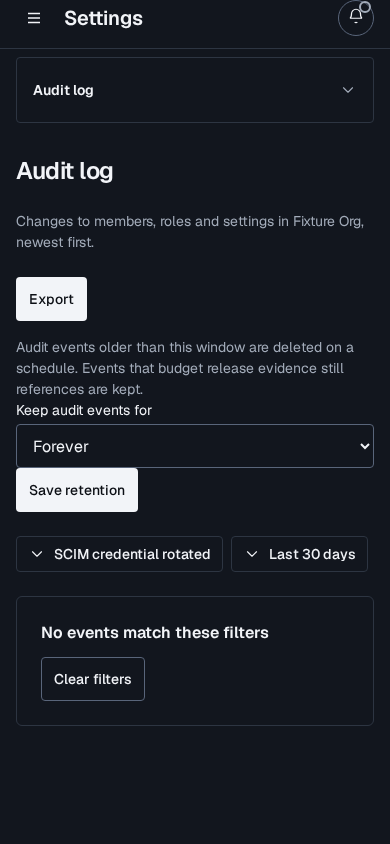 Settings
Audit log
Audit log
Changes to members, roles and settings in Fixture Org,
newest first.
Export
Audit events older than this window are deleted on a
schedule. Events that budget release evidence still
references are kept.
Keep audit events for
Forever
Save retention
SCIM credential rotated
Last 30 days
No events match these filters
Clear filters